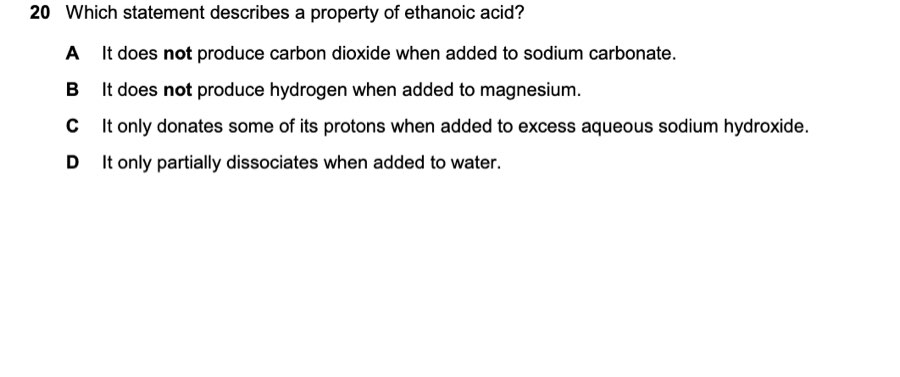 20 Which statement describes a property of ethanoic acid?
A It does not produce carbon dioxide when added to sodium carbonate.
B It does not produce hydrogen when added to magnesium.
C It only donates some of its protons when added to excess aqueous sodium hydroxide.
D It only partially dissociates when added to water.